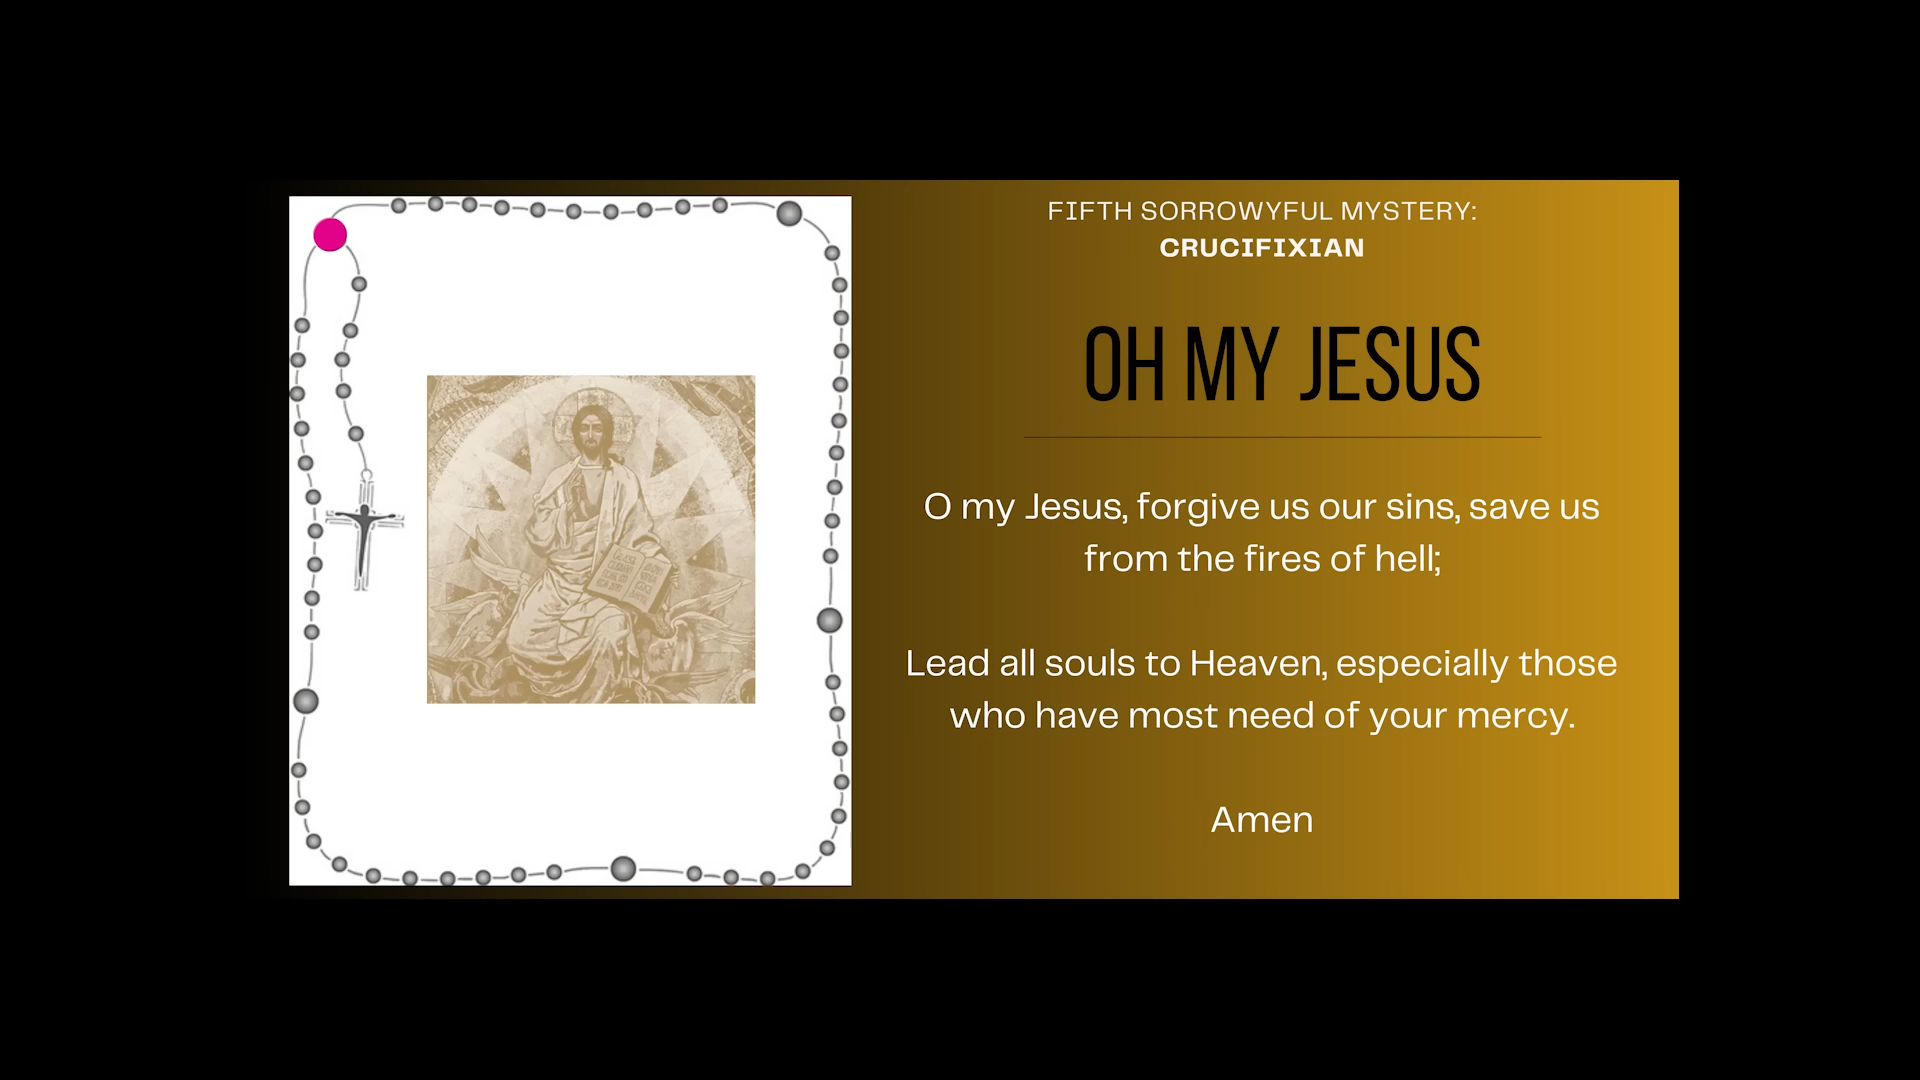 FIFTH SORROWYFUL MYSTERY:
CRUCIFIXIAN
OH MY JESUS
O my Jesus, forgive us our sins, save us
from the fires of hell;
Lead all souls to Heaven, especially those
who have most need of your mercy.
Amen